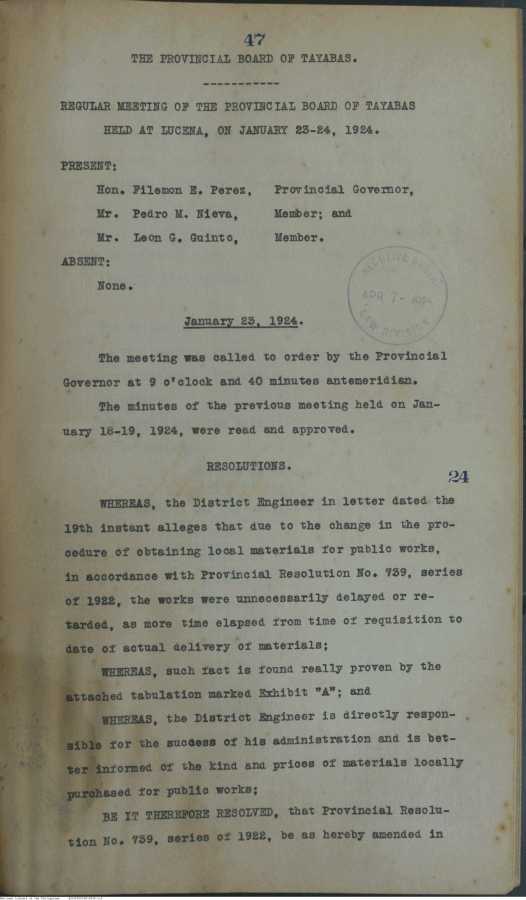 47
THE PROVINCIAL BOARD OF TAYABAS.
-----------
REGULAR MEETING OF THE PROVINCIAL BOARD OF TAYABAS
HELD AT LUCENA, ON JANUARY 23-24, 1924.
PRESENT:
Hon. Filemon E. Perez, Provincial Governor,
Mr. Pedro M. Nieva, Member; and
Mr. Leon G. Guinto, Member.
ABSENT:
None.
APR 7 - 1924
LAW DIVISION
January 23, 1924.
The meeting was called to order by the Provincial
Governor at 9 o'clock and 40 minutes antemeridian.
The minutes of the previous meeting held on Jan-
uary 18-19, 1924, were read and approved.
RESOLUTIONS.
24
WHEREAS, the District Engineer in letter dated the
19th instant alleges that due to the change in the pro-
cedure of obtaining local materials for public works,
in accordance with Provincial Resolution No. 739, series
of 1922, the works were unnecessarily delayed or re-
tarded, as more time elapsed from time of requisition to
date of actual delivery of materials;
WHEREAS, such fact is found really proven by the
attached tabulation marked Exhibit "A"; and
WHEREAS, the District Engineer is directly respon-
sible for the success of his administration and is bet-
ter informed of the kind and prices of materials locally
purchased for public works;
BE IT THEREFORE RESOLVED, that Provincial Resolu-
tion No. 739, series of 1922, be as hereby amended in
National Library of the Philippines